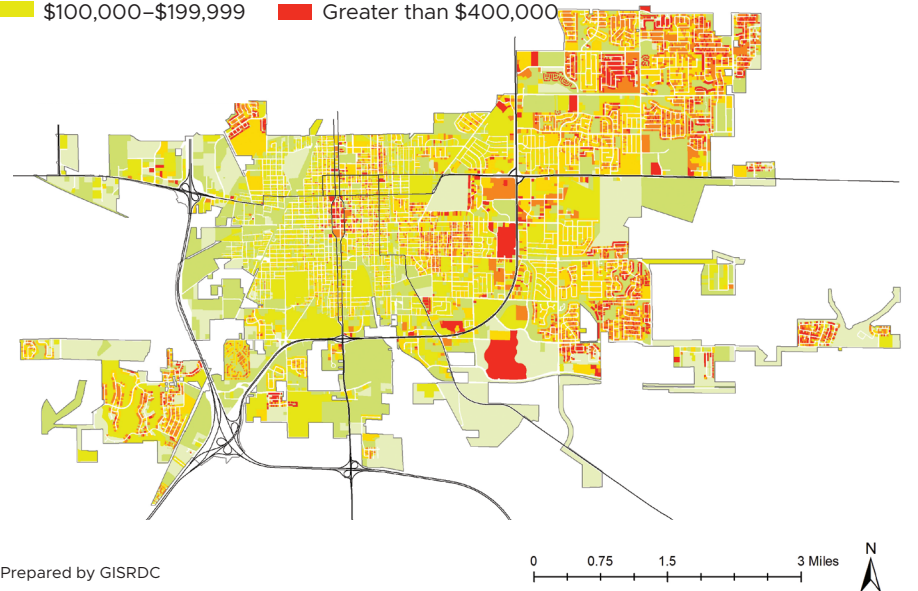 $100,000–$199,999 Greater than $400,000
Prepared by GISRDC
0 0.75 1.5 3 Miles
N